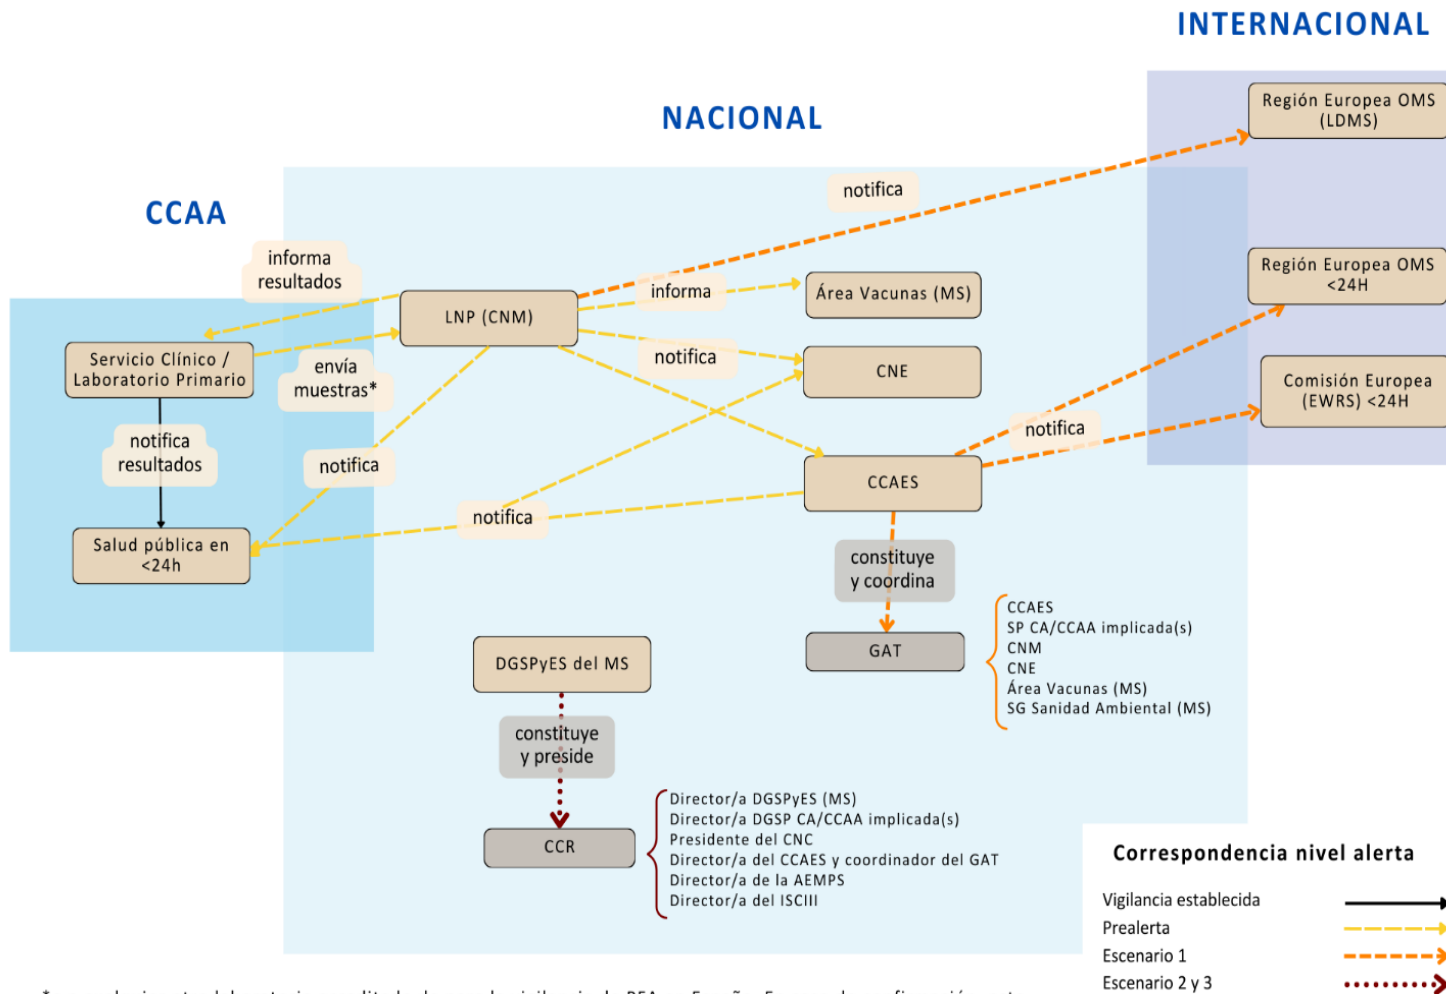 INTERNACIONAL
Región Europea OMS
(LDMS)
NACIONAL
notifica
CCAA
informa
resultados
Región Europea OMS
<24H
LNP (CNM)
informa
Área Vacunas (MS)
Servicio Clínico /
Laboratorio Primario
envía
muestras*
notifica
CNE
Comisión Europea
(EWRS) <24H
notifica
resultados
notifica
notifica
CCAES
notifica
Salud pública en
<24h
constituye
y coordina
GAT
CCAES
SP CA/CCAA implicada(s)
CNM
CNE
Área Vacunas (MS)
SG Sanidad Ambiental (MS)
DGSPyES del MS
constituye
y preside
CCR
Director/a DGSPyES (MS)
Director/a DGSP CA/CCAA implicada(s)
Presidente del CNC
Director/a del CCAES y coordinador del GAT
Director/a de la AEMPS
Director/a del ISCIII
Correspondencia nivel alerta
Vigilancia establecida
Prealerta
Escenario 1
Escenario 2 y 3